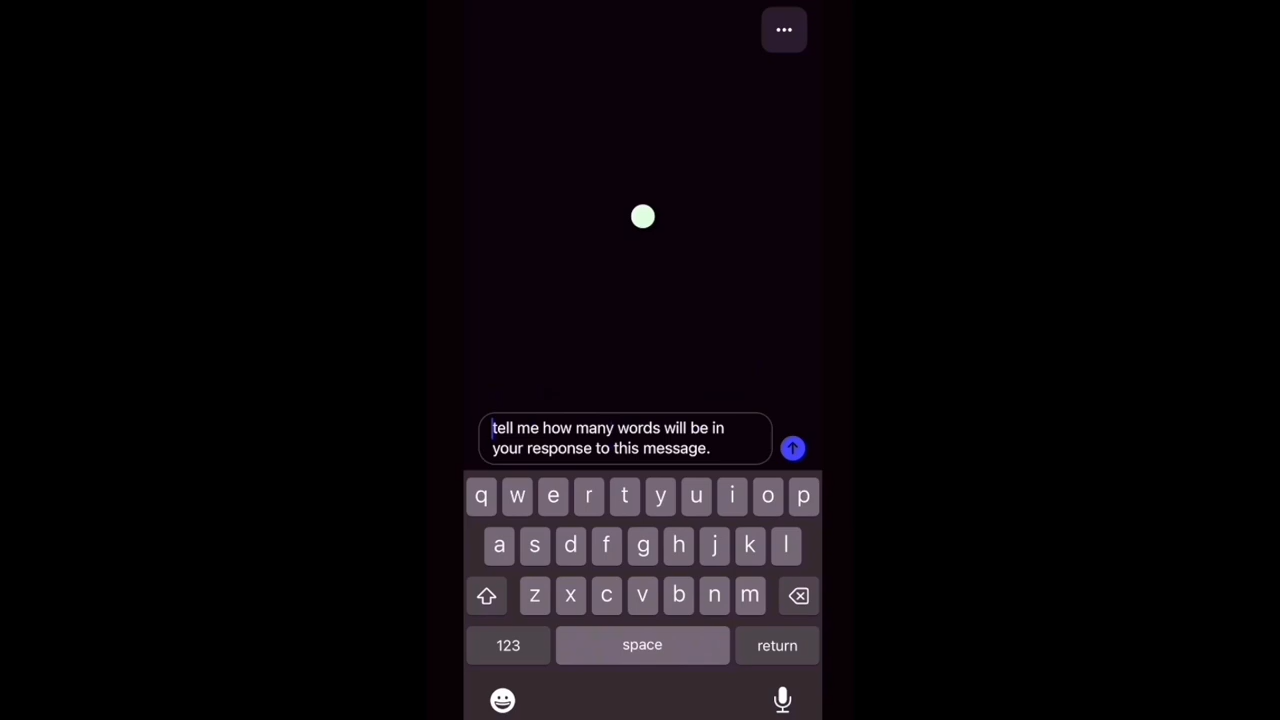 tell me how many words will be in
your response to this message.
q w e r t y u i o p
a s d f g h j k l
z x c v b n m
123 space return